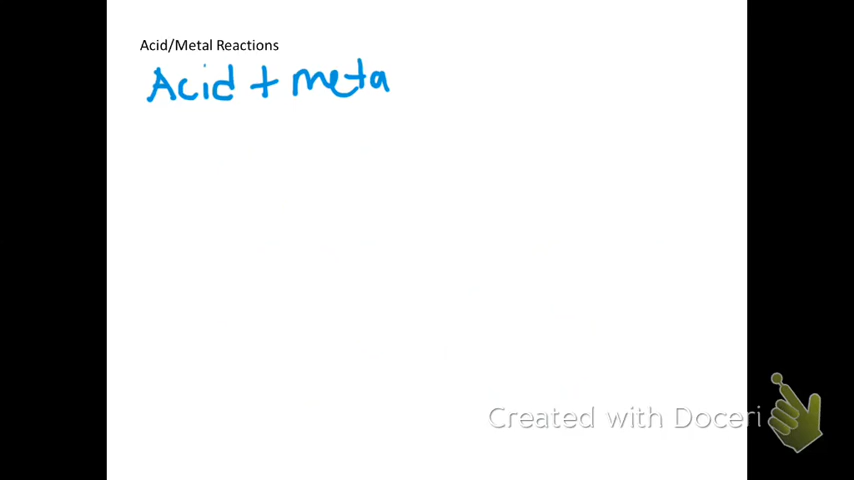 Acid/Metal Reactions
Acid + meta
Created with Doceri